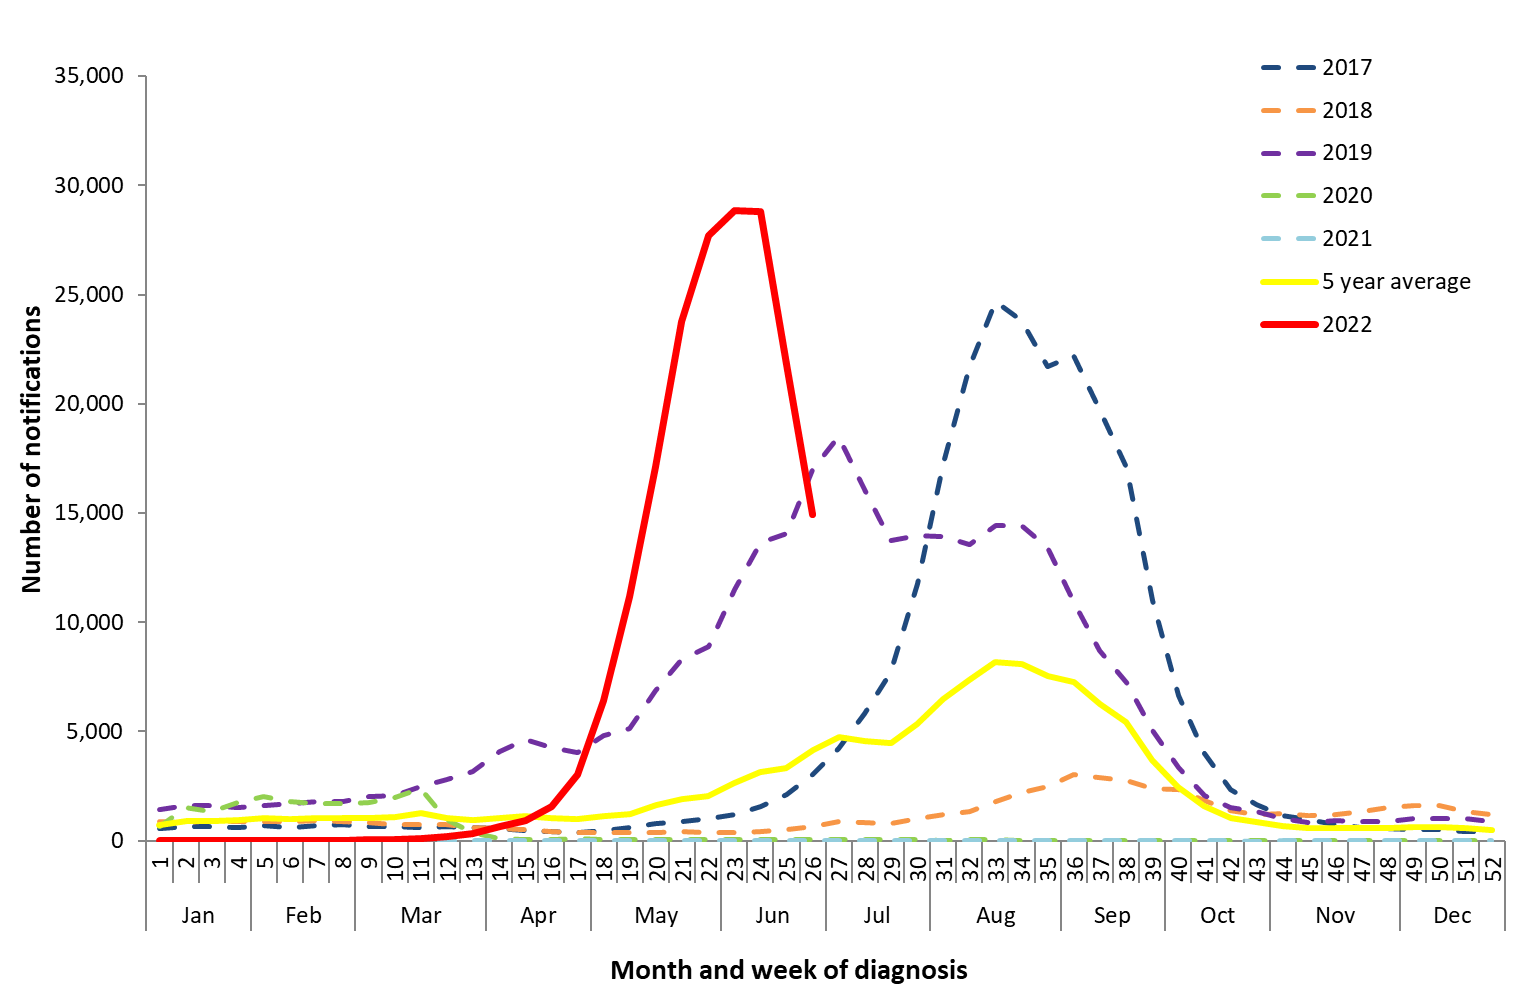 35,000
30,000
25,000
20,000
15,000
10,000
5,000
0
Number of notifications
2017
2018
2019
2020
2021
5 year average
2022
1 2 3 4 5 6 7 8 9 10 11 12 13 14 15 16 17 18 19 20 21 22 23 24 25 26 27 28 29 30 31 32 33 34 35 36 37 38 39 40 41 42 43 44 45 46 47 48 49 50 51 52
Jan Feb Mar Apr May Jun Jul Aug Sep Oct Nov Dec
Month and week of diagnosis